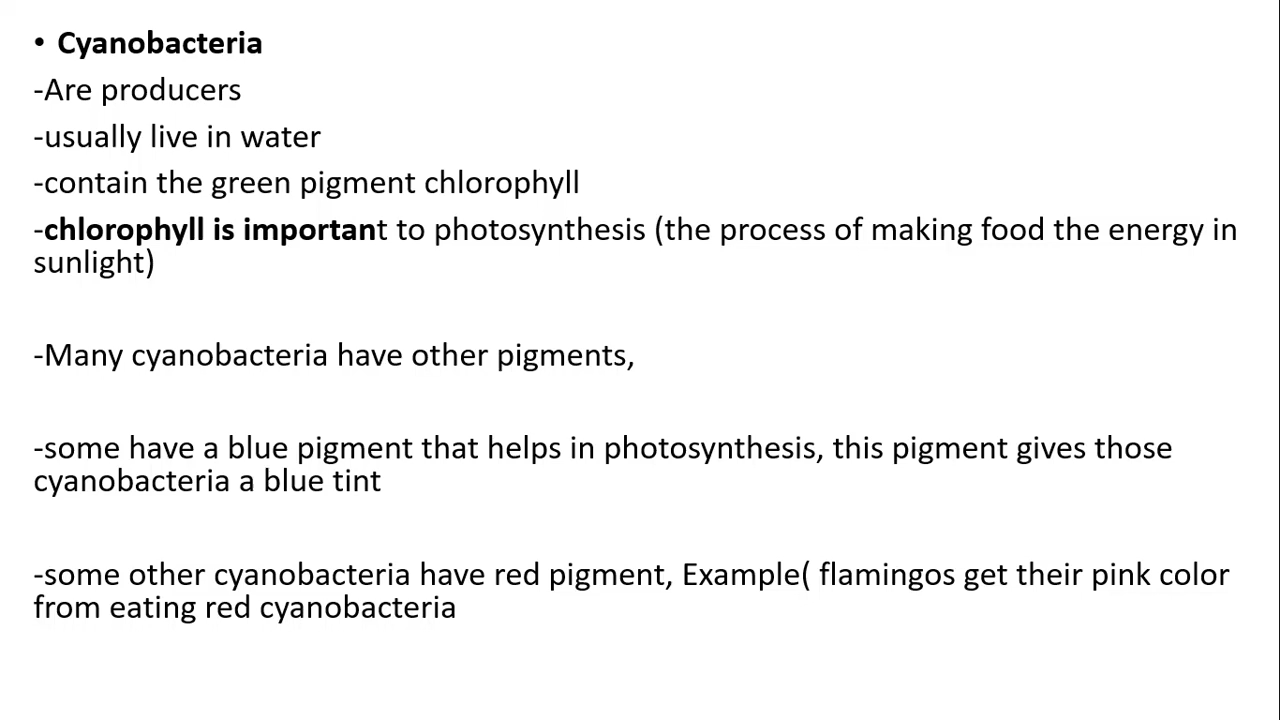 • Cyanobacteria
-Are producers
-usually live in water
-contain the green pigment chlorophyll
-chlorophyll is important to photosynthesis (the process of making food the energy in
sunlight)
-Many cyanobacteria have other pigments,
-some have a blue pigment that helps in photosynthesis, this pigment gives those
cyanobacteria a blue tint
-some other cyanobacteria have red pigment, Example( flamingos get their pink color
from eating red cyanobacteria